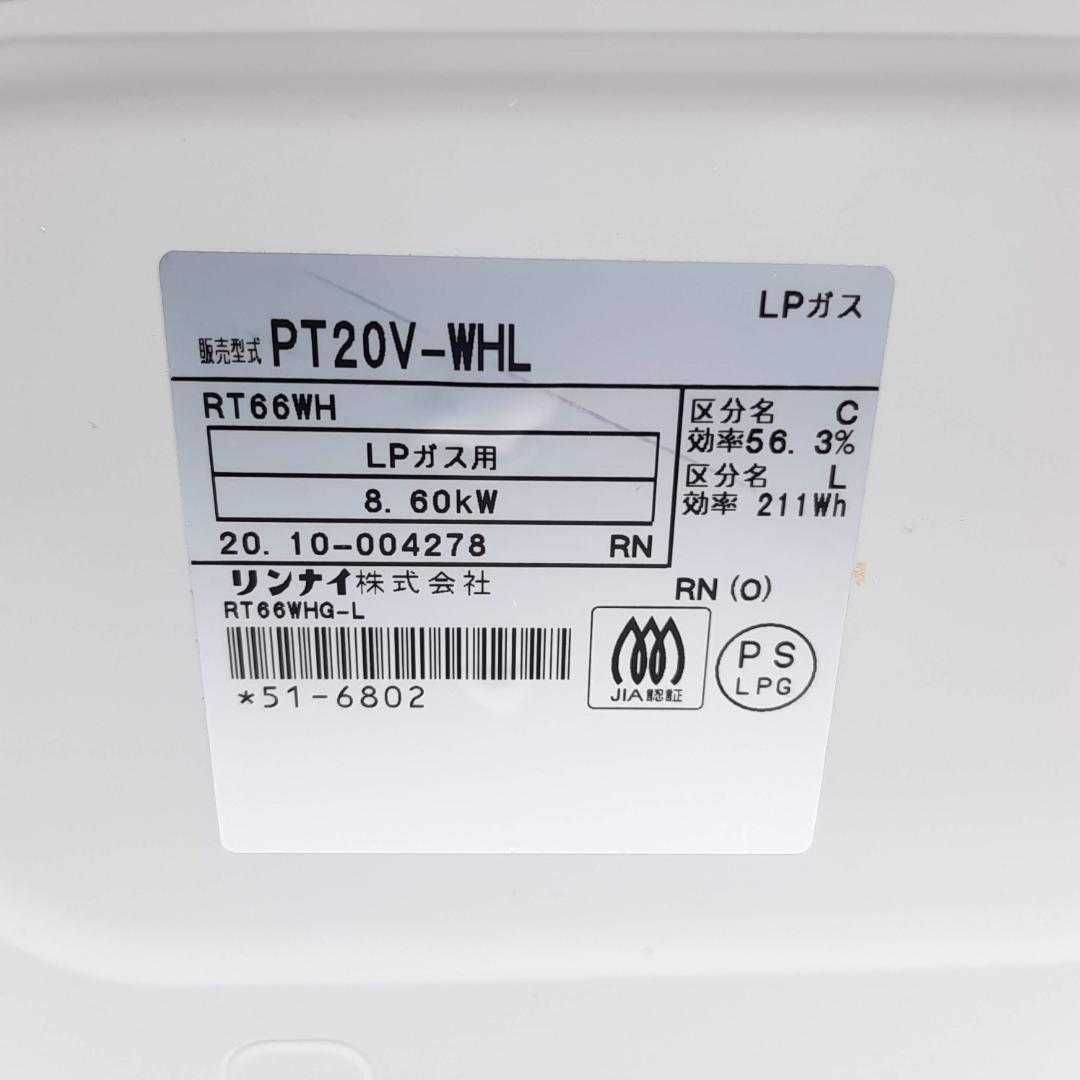 LPガス
販売型式 PT20V-WHL
RT66WH
LPガス用
8. 60kW
20. 10-004278 RN
区分名 C
効率56. 3%
区分名 L
効率 211Wh
リンナイ株式会社
RN (O)
RT66WHG-L
*51-6802
JIA認証
PS
LPG